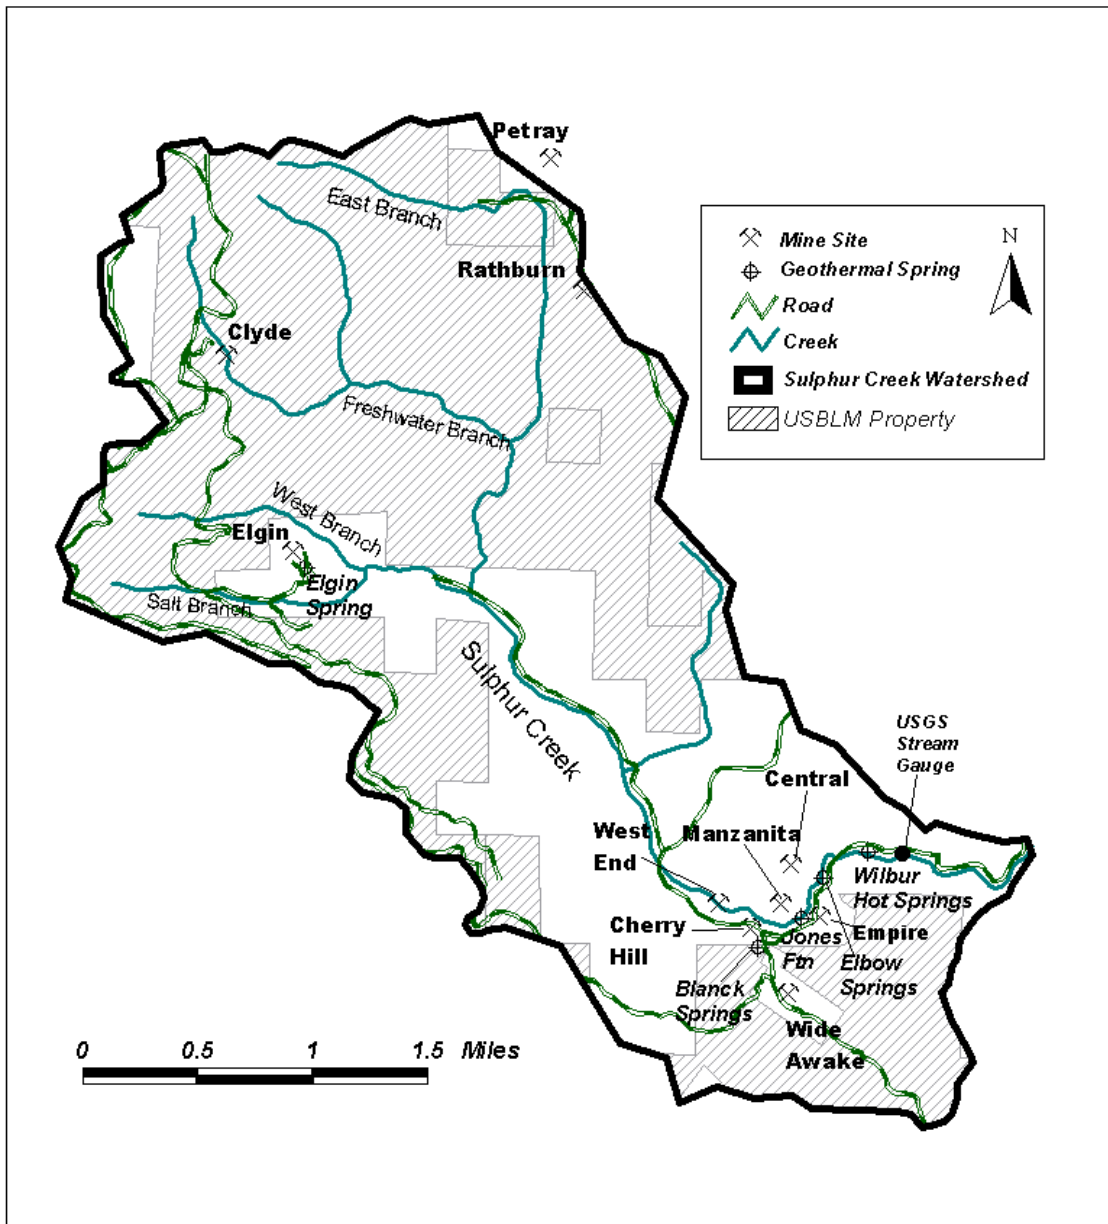 Petray
East Branch
Rathburn
Clyde
Freshwater Branch
West Branch
Elgin
Elgin
Spring
Salt Branch
Sulphur Creek
N
Mine Site
Geothermal Spring
Road
Creek
Sulphur Creek Watershed
USBLM Property
USGS
Stream
Gauge
Central
West
End
Manzanita
Wilbur
Hot Springs
Cherry
Hill
Jones
Ftn
Empire
Elbow
Springs
Blanck
Springs
Wide
Awake
0 0.5 1 1.5 Miles